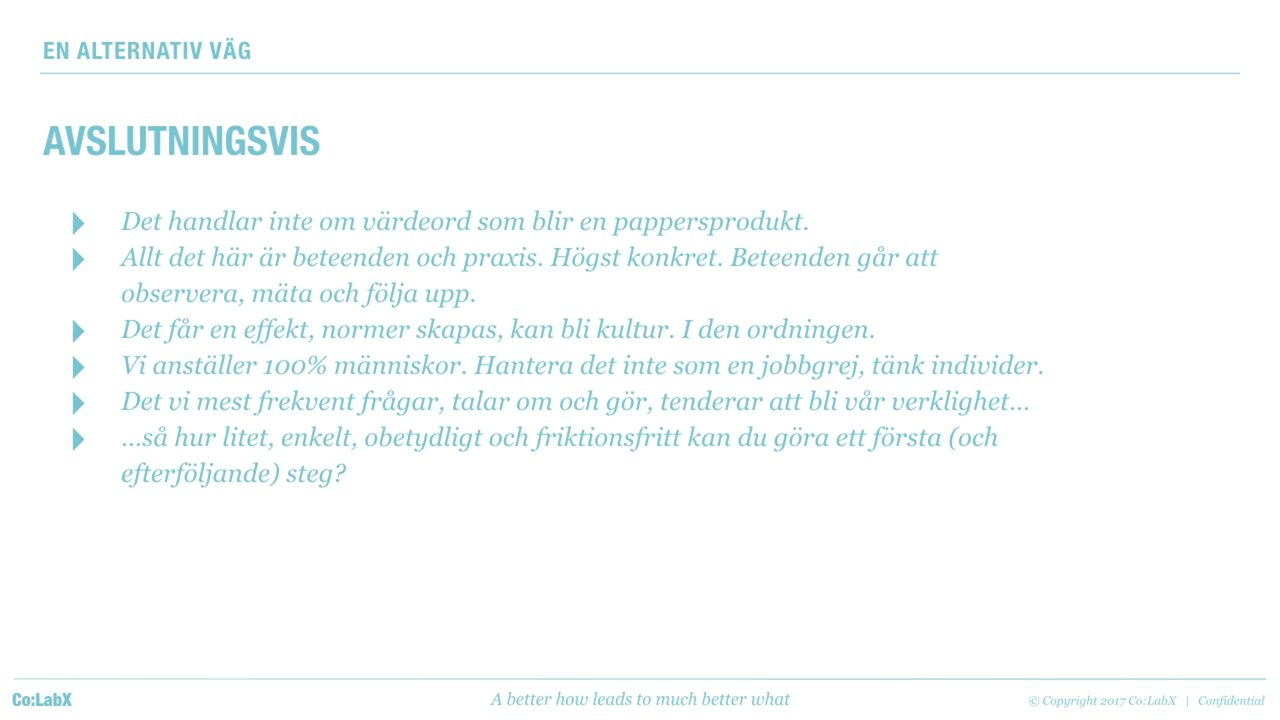 EN ALTERNATIV VÄG
AVSLUTNINGSVIS
Det handlar inte om värdeord som blir en pappersprodukt.
Allt det här är beteenden och praxis. Högst konkret. Beteenden går att
observera, mäta och följa upp.
Det får en effekt, normer skapas, kan bli kultur. I den ordningen.
Vi anställer 100% människor. Hantera det inte som en jobbgrej, tänk individer.
Det vi mest frekvent frågar, talar om och gör, tenderar att bli vår verklighet...
...så hur litet, enkelt, obetydligt och friktionsfritt kan du göra ett första (och
efterföljande) steg?
Co:LabX
A better how leads to much better what
© Copyright 2017 Co:LabX | Confidential